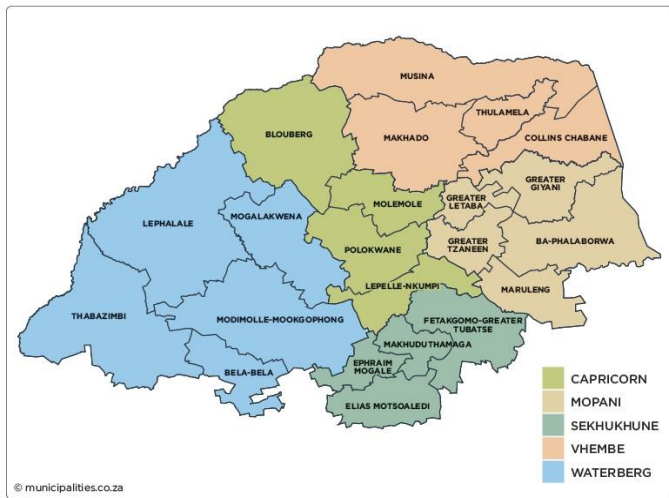 MUSINA
THULAMELA
BLOUBERG
MAKHADO
COLLINS CHABANE
GREATER
GIYANI
MOLEMOLE
GREATER
LETABA
LEPHALALE
MOGALAKWENA
POLOKWANE
GREATER
TZANEEN
BA-PHALABORWA
LEPELLE-NKUMPI
MARULENG
THABAZIMBI
MODIMOLLE-MOOKGOPHONG
FETAKGOMO-GREATER
TUBATSE
MAKHUDUTHAMAGA
EPHRAIM
MOGALE
BELA-BELA
ELIAS MOTSOALEDI
CAPRICORN
MOPANI
SEKHUKHUNE
VHEMBE
WATERBERG
© municipalities.co.za